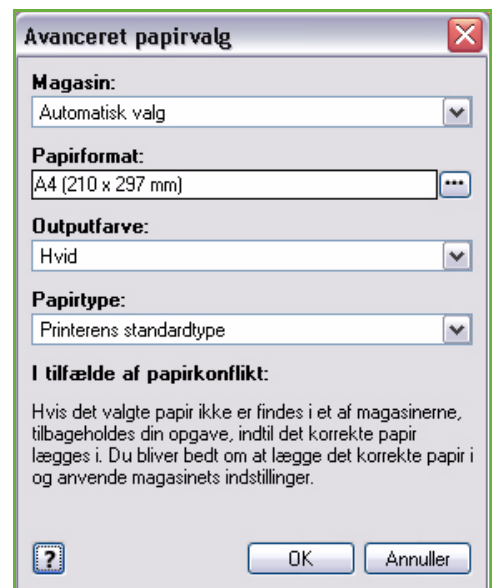 Avanceret papirvalg
Magasin:
Automatisk valg
Papirformat:
A4 (210 x 297 mm)
...
Outputfarve:
Hvid
Papirtype:
Printerens standardtype
I tilfælde af papirkonflikt:
Hvis det valgte papir ikke er findes i et af magasinerne,
tilbageholdes din opgave, indtil det korrekte papir
lægges i. Du bliver bedt om at lægge det korrekte papir i
og anvende magasinets indstillinger.
?
OK
Annuller